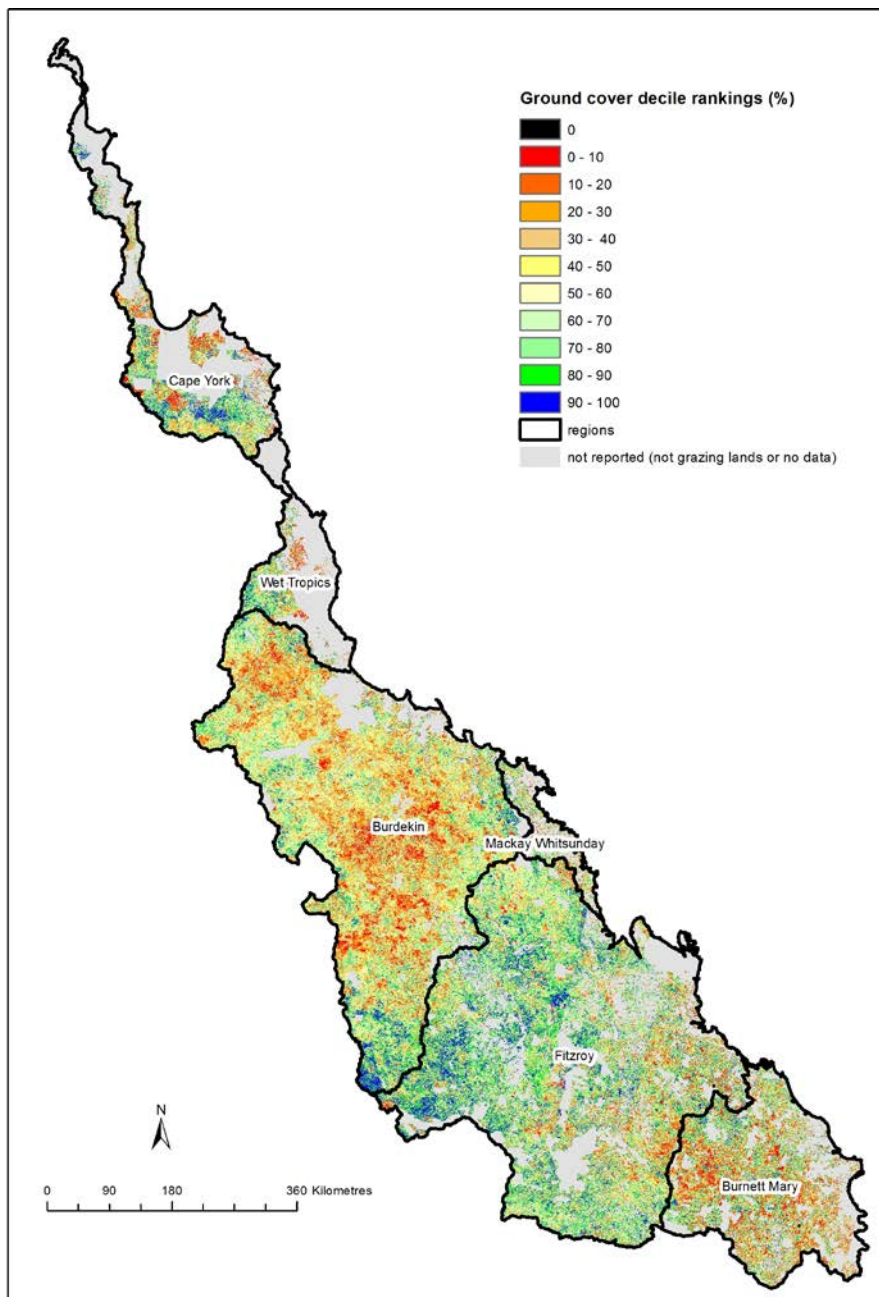 Ground cover decile rankings (%)
0
0 - 10
10 - 20
20 - 30
30 - 40
40 - 50
50 - 60
60 - 70
70 - 80
80 - 90
90 - 100
regions
not reported (not grazing lands or no data)
Cape York
Wet Tropics
Burdekin
Mackay Whitsunday
Fitzroy
Burnett Mary
N
0 90 180 360 Kilometres